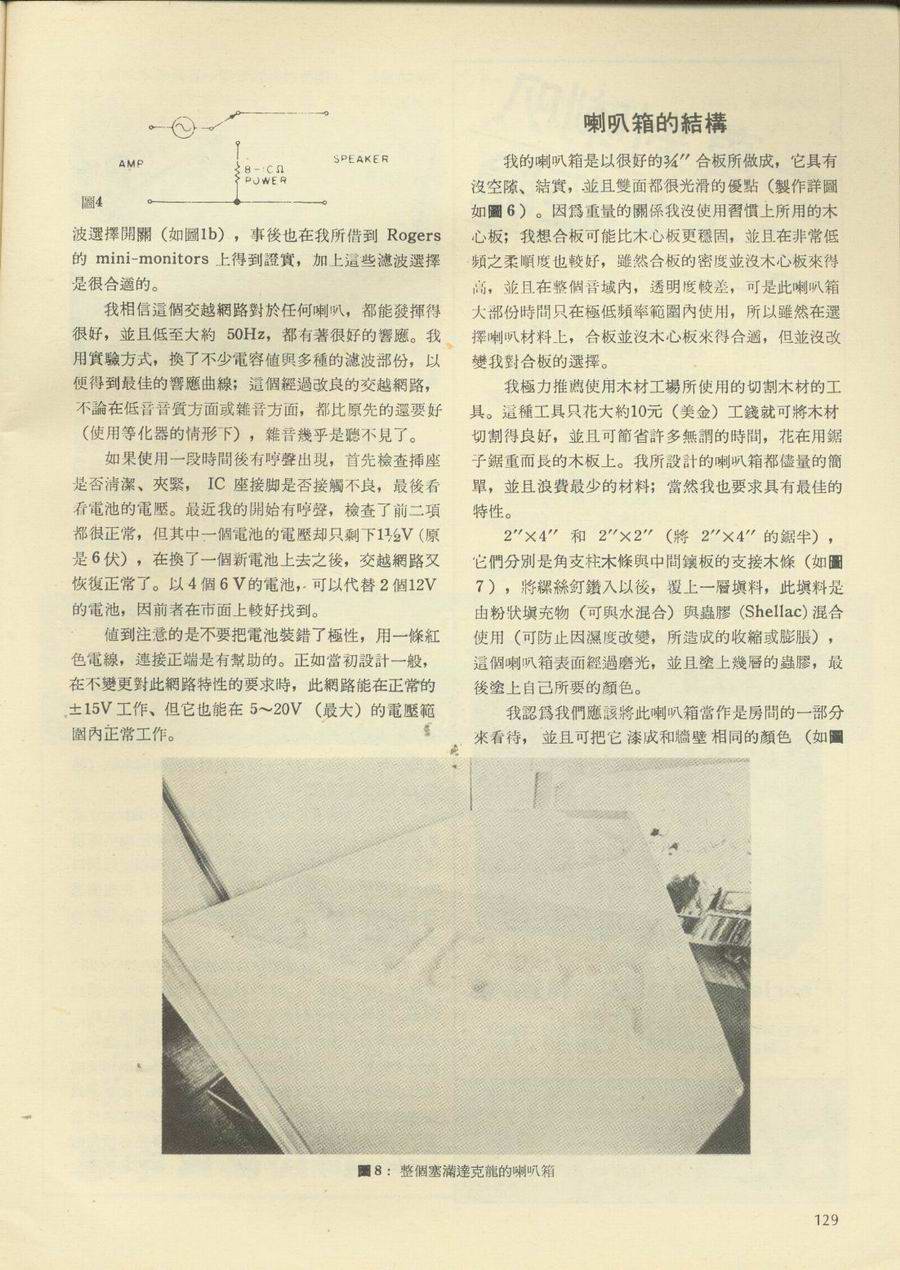 AMP
SPEAKER
Ω
POWER
圖4
波選擇開關（如圖1b），事後也在我所借到 Rogers
的 mini-monitors 上得到證實，加上這些濾波選擇
是很合適的。
我相信這個交越網路對於任何喇叭，都能發揮得
很好，並且低至大約 50Hz，都有著很好的響應。我
用實驗方式，換了不少電容値與多種的濾波部份，以
便得到最佳的響應曲線；這個經過改良的交越網路，
不論在低音音質方面或雜音方面，都比原先的還要好
（使用等化器的情形下），雜音幾乎是聽不見了。
如果使用一段時間後有哼聲出現，首先檢查揷座
是否淸潔、夾緊， IC 座接脚是否接觸不良，最後看
看電池的電壓。最近我的開始有哼聲，檢查了前二項
都很正常，但其中一個電池的電壓却只剩下1½V（原
是6伏），在換了一個新電池上去之後，交越網路又
恢復正常了。以4個6V的電池，可以代替2個12V
的電池，因前者在市面上較好找到。
値到注意的是不要把電池裝錯了極性，用一條紅
色電線，連接正端是有幫助的。正如當初設計一般，
在不變更對此網路特性的要求時，此網路能在正常的
±15V工作、但它也能在 5～20V （最大）的電壓範
圍內正常工作。
喇叭箱的結構
我的喇叭箱是以很好的¾″合板所做成，它具有
沒空隙、結實，並且雙面都很光滑的優點（製作詳圖
如圖6）。因爲重量的關係我沒使用習慣上所用的木
心板；我想合板可能比木心板更穩固，並且在非常低
頻之柔順度也較好，雖然合板的密度並沒木心板來得
高，並且在整個音域內，透明度較差，可是此喇叭箱
大部份時間只在極低頻率範圍內使用，所以雖然在選
擇喇叭材料上，合板並沒木心板來得合適，但並沒改
變我對合板的選擇。
我極力推薦使用木材工場所使用的切割木材的工
具。這種工具只花大約10元（美金）工錢就可將木材
切割得良好，並且可節省許多無謂的時間，花在用鋸
子鋸重而長的木板上。我所設計的喇叭箱都儘量的簡
單，並且浪費最少的材料；當然我也要求具有最佳的
特性。
2″×4″ 和 2″×2″ （將 2″×4″ 的鋸半），
它們分別是角支柱木條與中間鑲板的支接木條（如圖
7），將螺絲釘鑽入以後，覆上一層塡料，此塡料是
由粉狀塡充物（可與水混合）與蟲膠（Shellac）混合
使用（可防止因濕度改變，所造成的收縮或膨脹），
這個喇叭箱表面經過磨光，並且塗上幾層的蟲膠，最
後塗上自己所要的顏色。
我認爲我們應該將此喇叭箱當作是房間的一部分
來看待， 並且可把它漆成和牆壁相同的顏色 （如圖
圖8：整個塞滿達克龍的喇叭箱
129